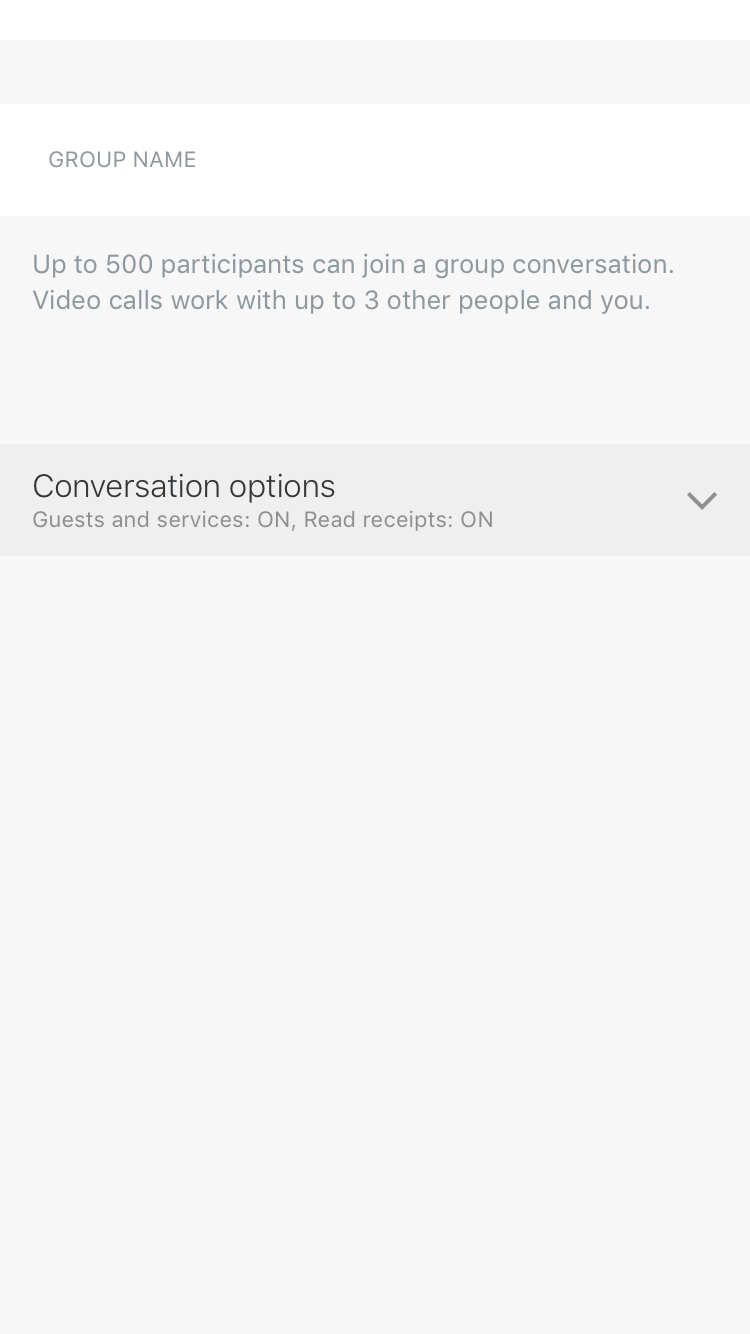 GROUP NAME
Up to 500 participants can join a group conversation.
Video calls work with up to 3 other people and you.
Conversation options
Guests and services: ON, Read receipts: ON